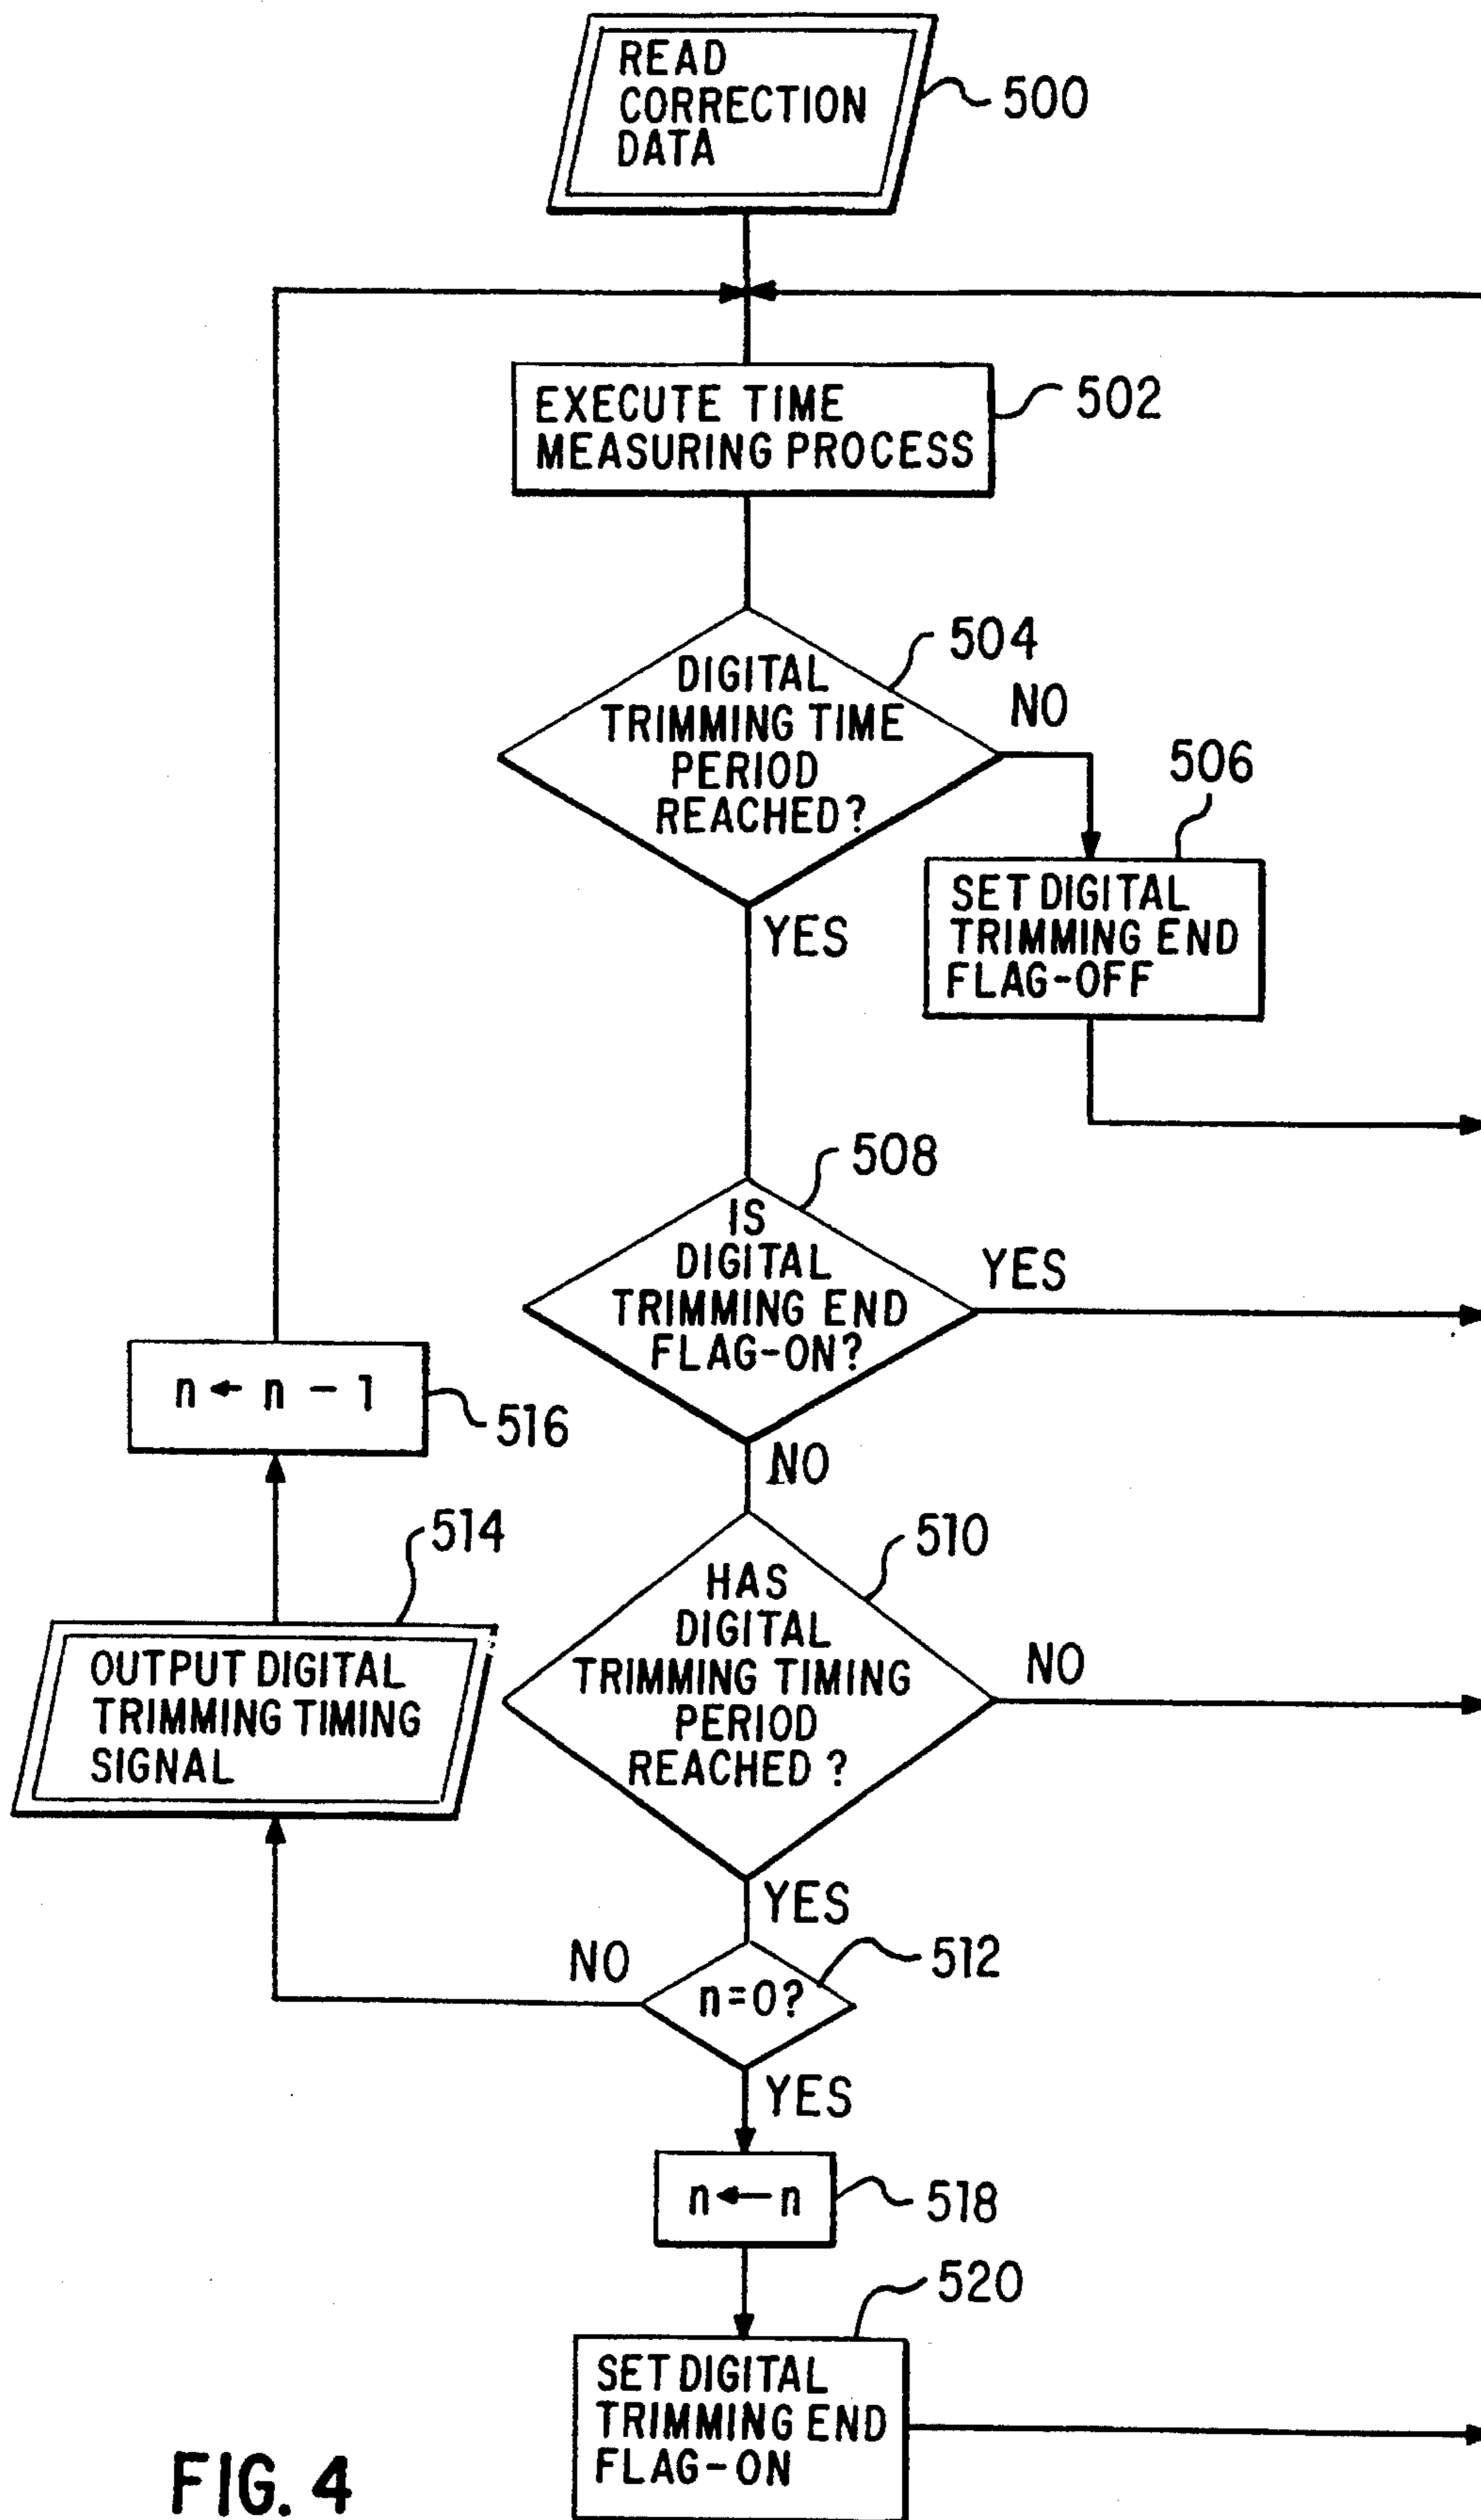 READ
CORRECTION
DATA
500
EXECUTE TIME
MEASURING PROCESS
502
504
DIGITAL
TRIMMING TIME
PERIOD
REACHED?
NO
506
SET DIGITAL
TRIMMING END
FLAG-OFF
YES
508
IS
DIGITAL
TRIMMING END
FLAG-ON?
YES
n ← n - 1
516
NO
514
510
HAS
DIGITAL
TRIMMING TIMING
PERIOD
REACHED ?
NO
OUTPUT DIGITAL
TRIMMING TIMING
SIGNAL
YES
NO
512
n=0?
YES
n ← n
518
520
SET DIGITAL
TRIMMING END
FLAG-ON
FIG. 4